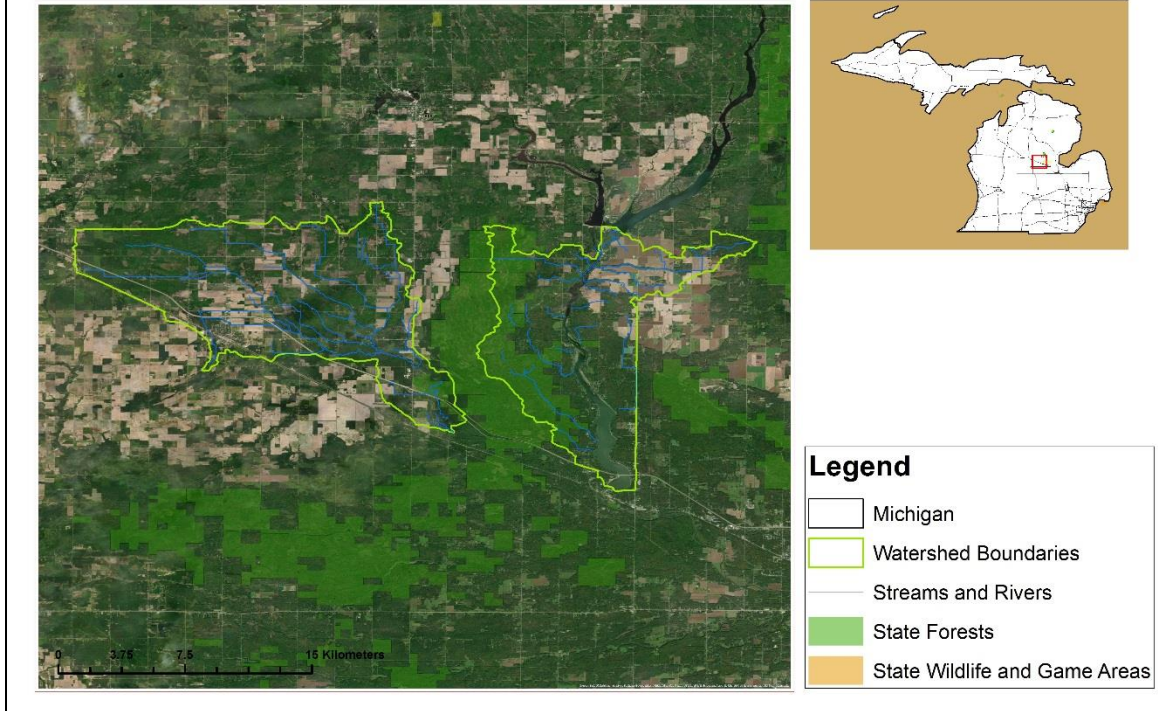 Legend
Michigan
Watershed Boundaries
Streams and Rivers
State Forests
State Wildlife and Game Areas
0 3.75 7.5 15 Kilometers